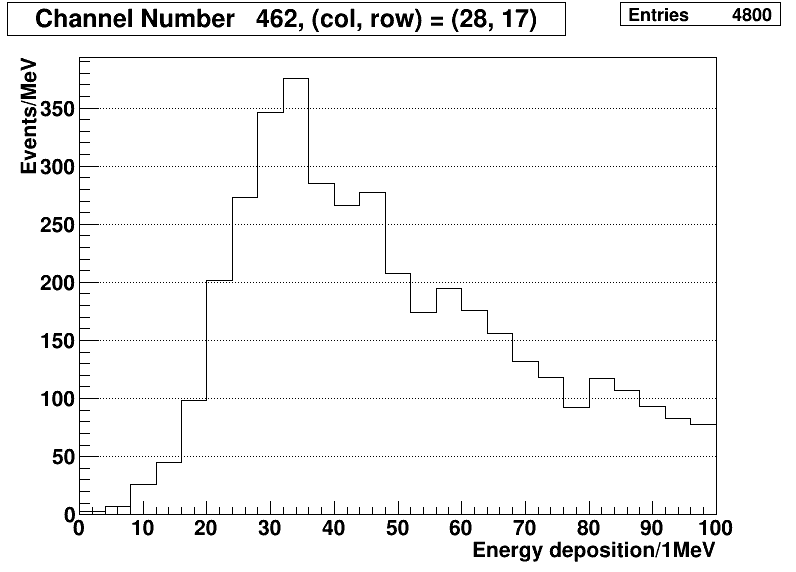 Channel Number 462, (col, row) = (28, 17)
Entries 4800
Events/MeV
350
300
250
200
150
100
50
0
0 10 20 30 40 50 60 70 80 90 100
Energy deposition/1MeV